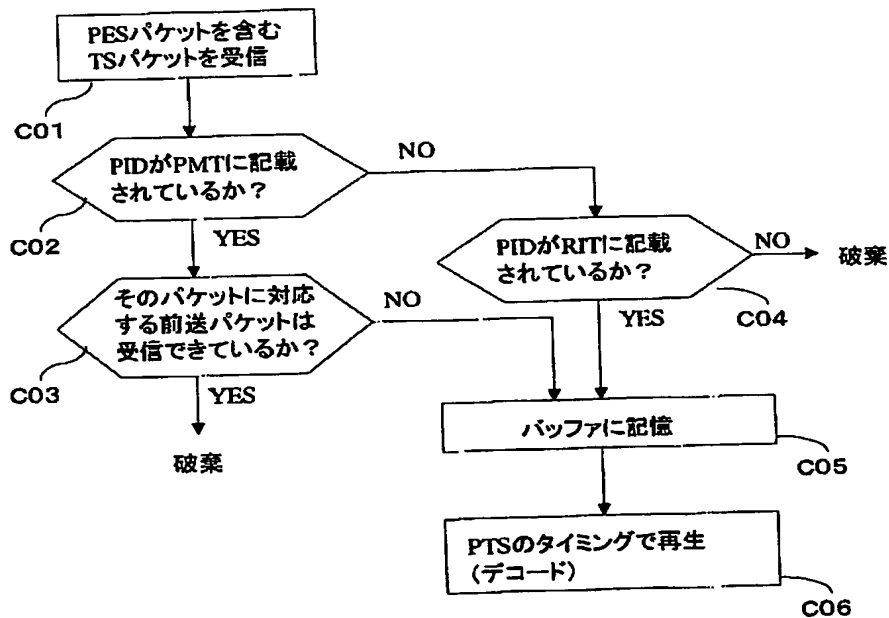 PESパケットを含む
TSパケットを受信
C01
PIDがPMTに記載
されているか？
NO
C02
YES
PIDがRITに記載
されているか？
NO
破棄
C04
YES
そのパケットに対応
する前送パケットは
受信できているか？
NO
C03
YES
破棄
バッファに記憶
C05
PTSのタイミングで再生
（デコード）
C06